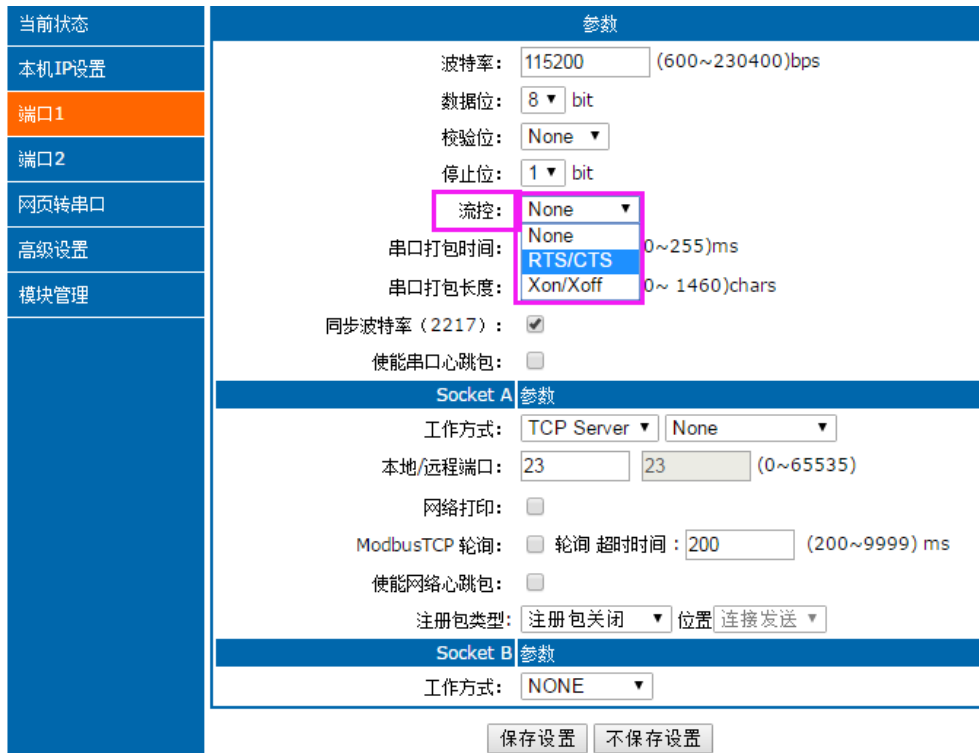 当前状态
本机IP设置
端口1
端口2
网页转串口
高级设置
模块管理
参数
波特率： 115200 (600~230400)bps
数据位： 8 bit
校验位： None
停止位： 1 bit
流控： None
None
RTS/CTS
Xon/Xoff
串口打包时间： 0~255)ms
串口打包长度： 0~ 1460)chars
同步波特率（2217）：
使能串口心跳包：
Socket A 参数
工作方式： TCP Server None
本地/远程端口： 23 23 (0~65535)
网络打印：
ModbusTCP 轮询： 轮询 超时时间：200 (200~9999) ms
使能网络心跳包：
注册包类型: 注册包关闭 位置 连接发送
Socket B 参数
工作方式： NONE
保存设置 不保存设置